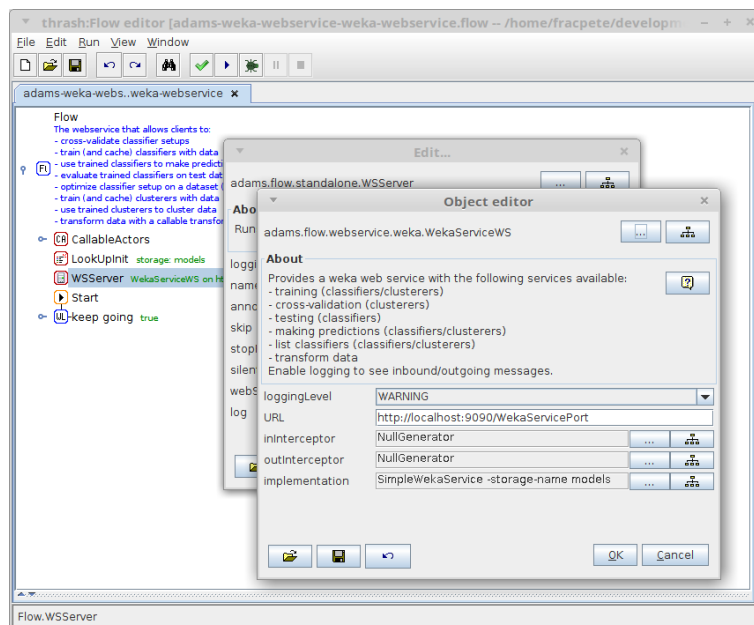 thrash:Flow editor [adams-weka-webservice-weka-webservice.flow -- /home/fracpete/developm
File Edit Run View Window
adams-weka-webs..weka-webservice
Flow
The webservice that allows clients to:
- cross-validate classifier setups
- train (and cache) classifiers with data
- use trained classifiers to make predicti
- evaluate trained classifiers on test dat
- optimize classifier setup on a dataset (
- train (and cache) clusterers with data
- use trained clusterers to cluster data
- transform data with a callable transfor
CallableActors
LookUpInit storage: models
WSServer WekaServiceWS on ht
Start
keep going true
Edit...
adams.flow.standalone.WSServer
...
Abo
Run
loggi
name
anno
skip
stopl
silen
webS
log
Object editor
adams.flow.webservice.weka.WekaServiceWS
...
About
Provides a weka web service with the following services available:
- training (classifiers/clusterers)
- cross-validation (clusterers)
- testing (classifiers)
- making predictions (classifiers/clusterers)
- list classifiers (classifiers/clusterers)
- transform data
Enable logging to see inbound/outgoing messages.
loggingLevel WARNING
URL http://localhost:9090/WekaServicePort
inInterceptor NullGenerator ...
outInterceptor NullGenerator ...
implementation SimpleWekaService -storage-name models ...
OK Cancel
Flow.WSServer